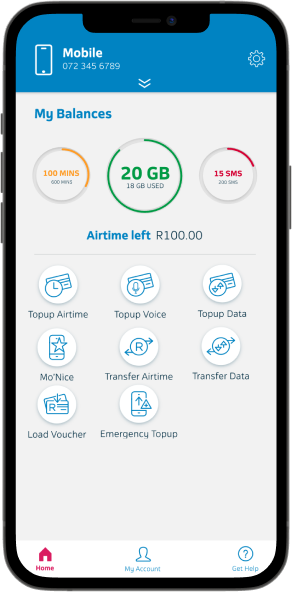 Mobile
072 345 6789
My Balances
100 MINS
600 MINS
20 GB
18 GB USED
15 SMS
200 SMS
Airtime left R100.00
Topup Airtime
Topup Voice
Topup Data
R
R
Mo'Nice
Transfer Airtime
Transfer Data
Load Voucher
Emergency Topup
Home
My Account
?
Get Help